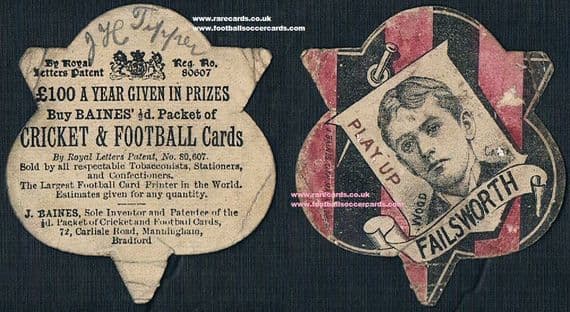 www.rarecards.co.uk
www.footballsoccercards.com
J H Tipper
By Royal Letters Patent
Reg. No. 80607
£100 A YEAR GIVEN IN PRIZES
Buy BAINES' ½d. Packet of
CRICKET & FOOTBALL Cards
By Royal Letters Patent, No. 80,607.
Sold by all respectable Tobacconists, Stationers,
and Confectioners.
The Largest Football Card Printer in the World.
Estimates given for any quantity.
J. BAINES, Sole Inventor and Patentee of the
½d. Packet of Cricket and Football Cards,
72, Carlisle Road, Manningham,
Bradford
PLAY UP
FAILSWORTH
www.rarecards.co.uk
www.footballsoccercards.com